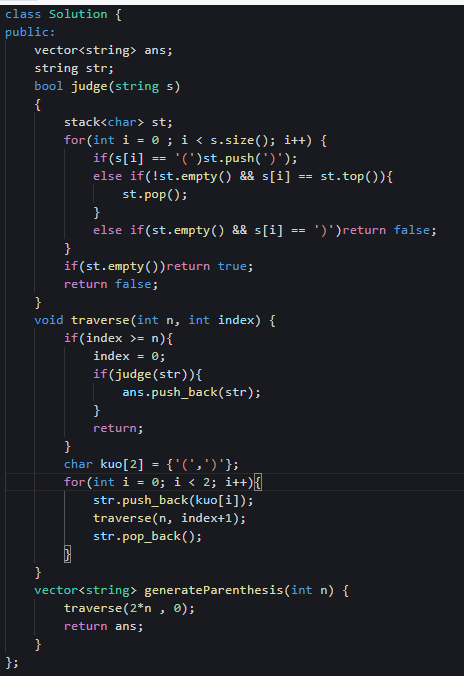 class Solution {
public:
    vector<string> ans;
    string str;
    bool judge(string s)
    {
        stack<char> st;
        for(int i = 0 ; i < s.size(); i++) {
            if(s[i] == '(')st.push(')');
            else if(!st.empty() && s[i] == st.top()){
                st.pop();
            }
            else if(st.empty() && s[i] == ')')return false;
        }
        if(st.empty())return true;
        return false;
    }
    void traverse(int n, int index) {
        if(index >= n){
            index = 0;
            if(judge(str)){
                ans.push_back(str);
            }
            return;
        }
        char kuo[2] = {'(',')'};
        for(int i = 0; i < 2; i++){
            str.push_back(kuo[i]);
            traverse(n, index+1);
            str.pop_back();
        }
    }
    vector<string> generateParenthesis(int n) {
        traverse(2*n , 0);
        return ans;
    }
};